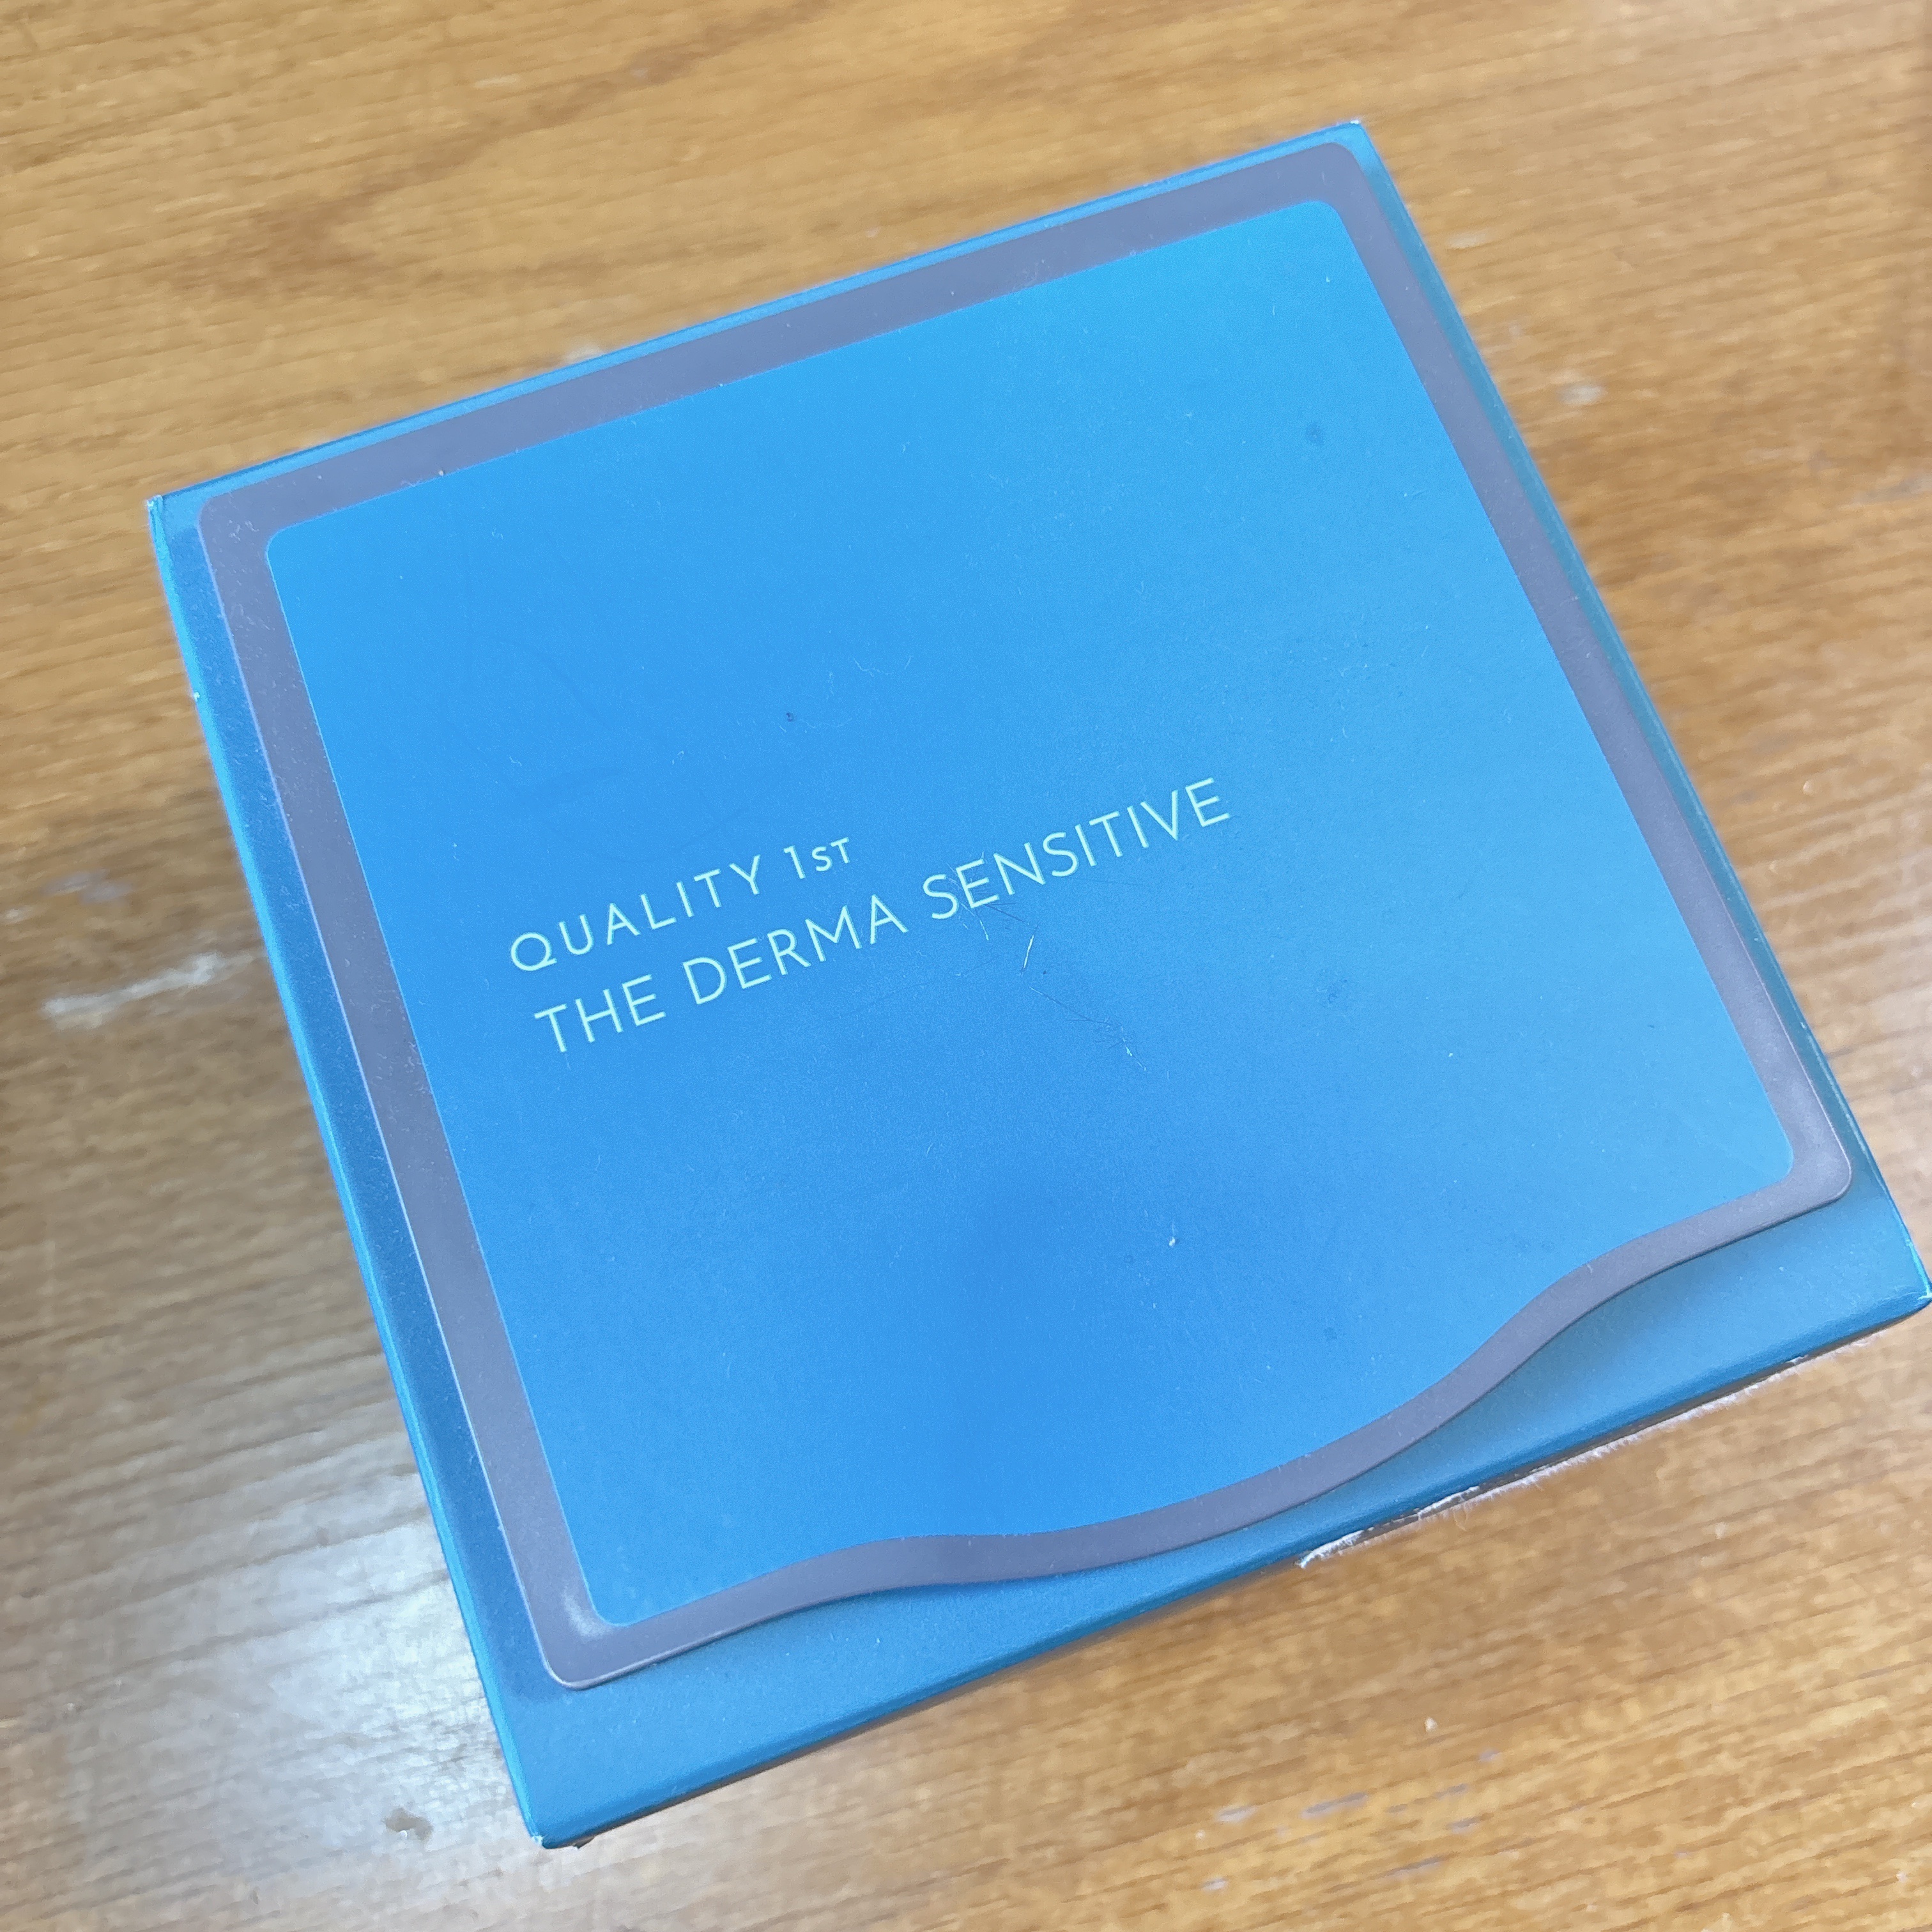 QUALITY 1ST
THE DERMA SENSITIVE